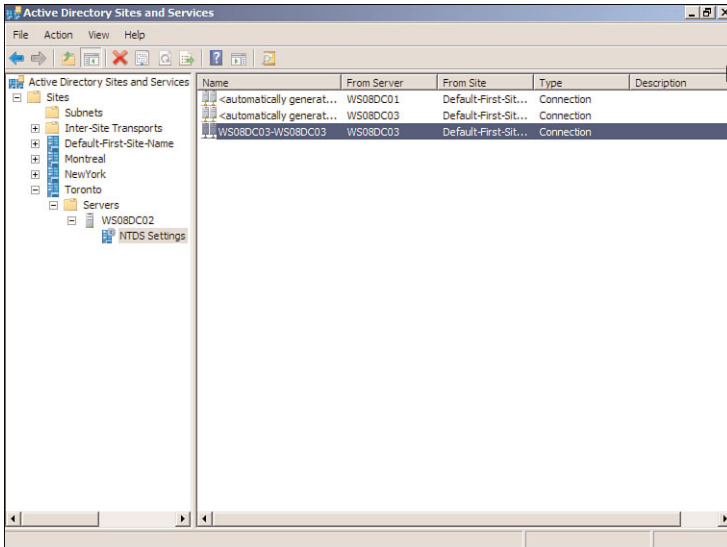 Active Directory Sites and Services
File Action View Help
Active Directory Sites and Services
Sites
Subnets
Inter-Site Transports
Default-First-Site-Name
Montreal
NewYork
Toronto
Servers
WS08DC02
NTDS Settings
Name From Server From Site Type Description
<automatically generat... WS08DC01 Default-First-Sit... Connection
<automatically generat... WS08DC03 Default-First-Sit... Connection
WS08DC03-WS08DC03 WS08DC03 Default-First-Sit... Connection